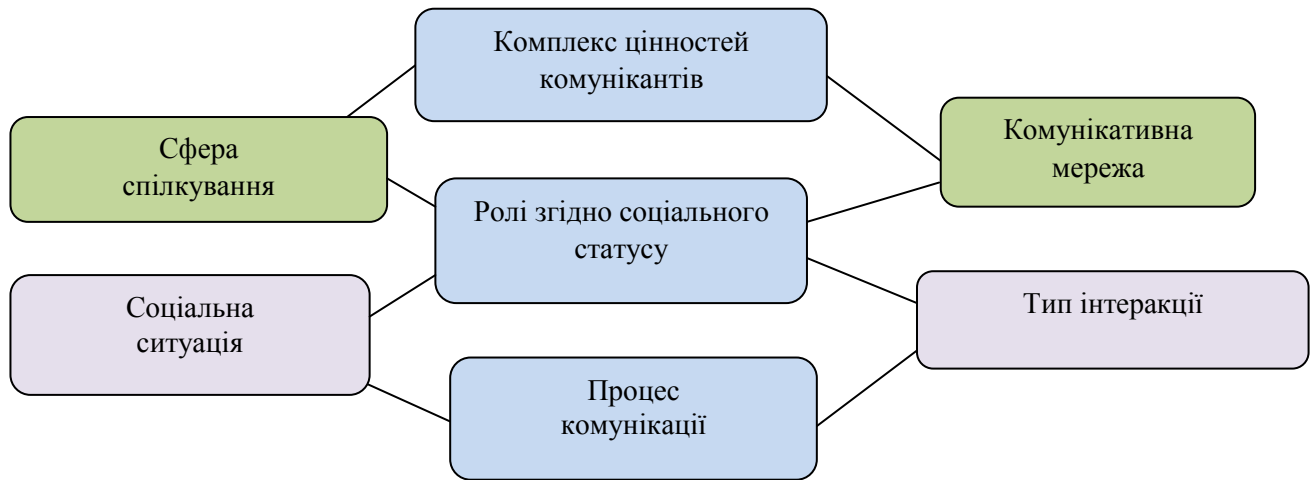 Комплекс цінностей
комунікантів
Сфера
спілкування
Комунікативна
мережа
Ролі згідно соціального
статусу
Соціальна
ситуація
Тип інтеракції
Процес
комунікації